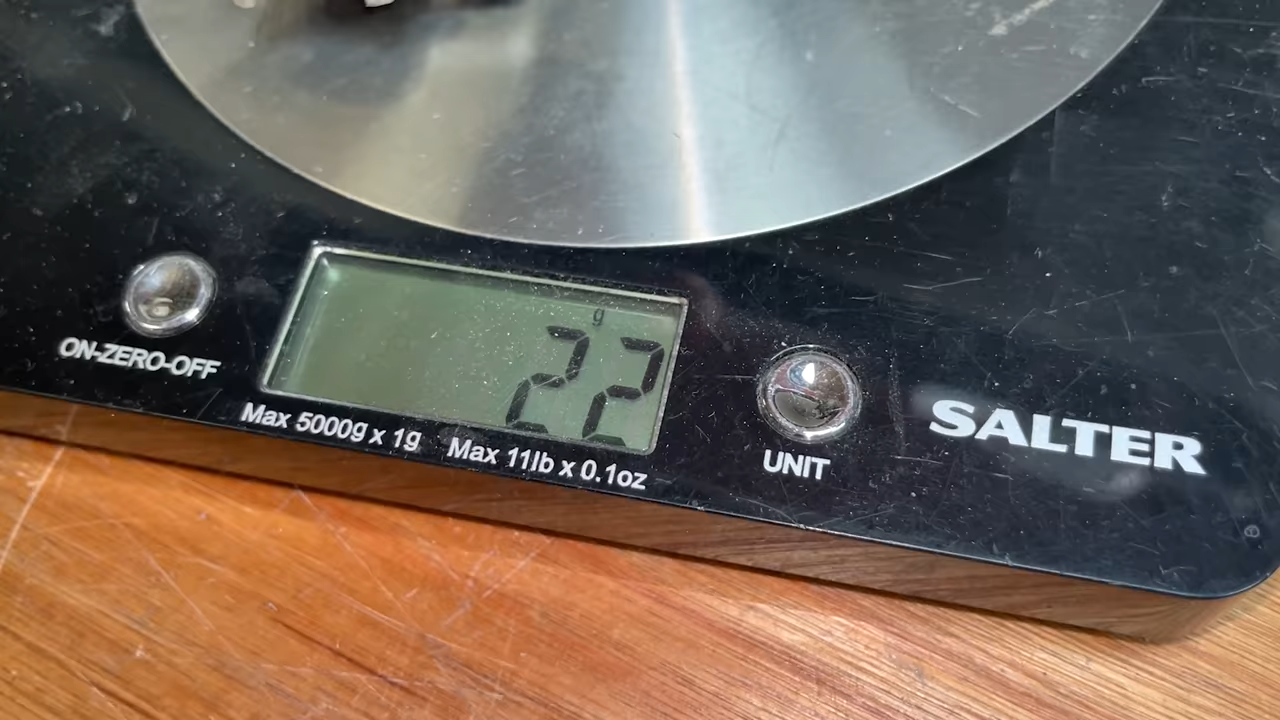 g
22
ON-ZERO-OFF
Max 5000g x 1g
Max 11lb x 0.1oz
UNIT
SALTER